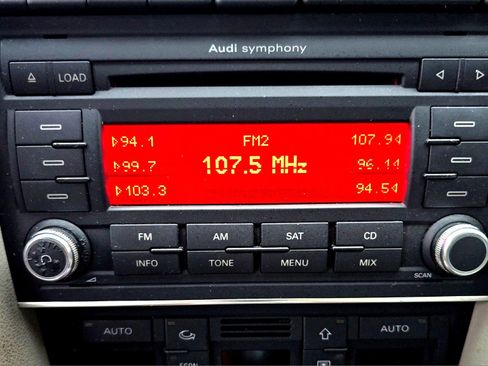 Audi symphony
LOAD
94.1 FM2 107.9
99.7 107.5 MHz 96.1
103.3 94.5
FM AM SAT CD
INFO TONE MENU MIX
SCAN
AUTO AUTO